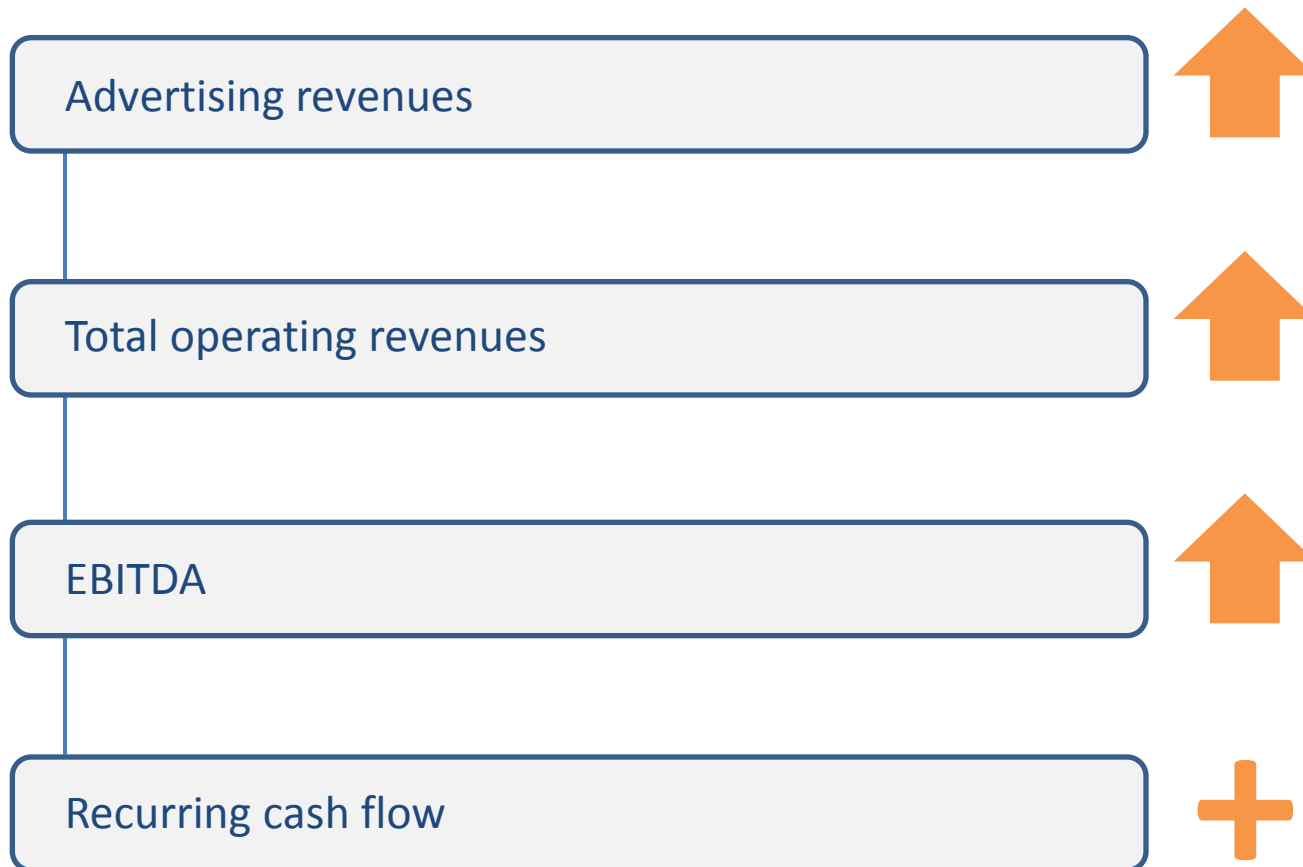 Advertising revenues
Total operating revenues
EBITDA
Recurring cash flow